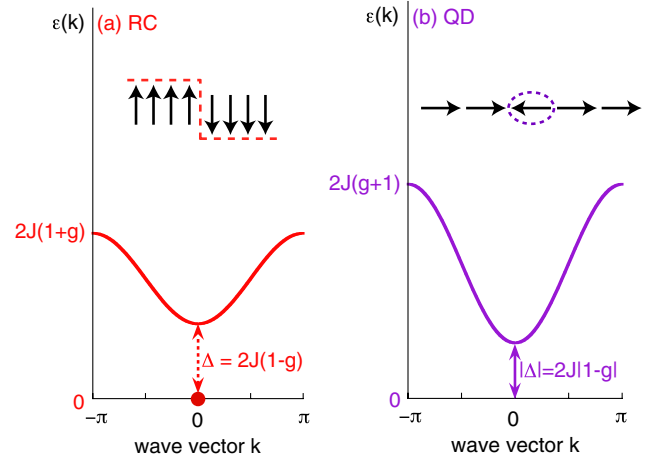 ε(k) (a) RC
2J(1+g)
Δ = 2J(1-g)
0
−π 0 π
wave vector k
ε(k) (b) QD
2J(g+1)
|Δ|=2J|1-g|
0
−π 0 π
wave vector k